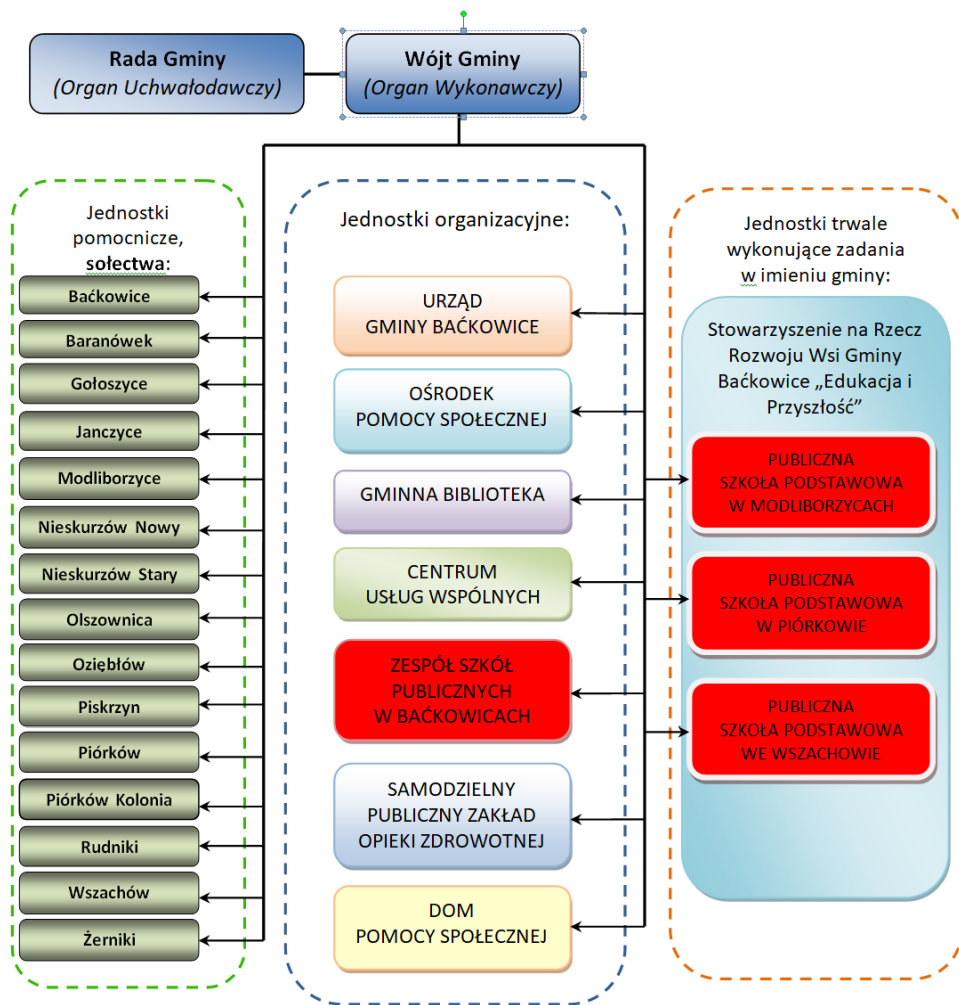 Rada Gminy
(Organ Uchwałodawczy)
Wójt Gminy
(Organ Wykonawczy)
Jednostki
pomocnicze,
sołectwa:
Baćkowice
Baranówek
Gołoszyce
Janczyce
Modliborzyce
Nieskurzów Nowy
Nieskurzów Stary
Olszownica
Oziębłów
Piskrzyn
Piórków
Piórków Kolonia
Rudniki
Wszachów
Żerniki
Jednostki organizacyjne:
URZĄD
GMINY BAĆKOWICE
OŚRODEK
POMOCY SPOŁECZNEJ
GMINNA BIBLIOTEKA
CENTRUM
USŁUG WSPÓLNYCH
ZESPÓŁ SZKÓŁ
PUBLICZNYCH
W BAĆKOWICACH
SAMODZIELNY
PUBLICZNY ZAKŁAD
OPIEKI ZDROWOTNEJ
DOM
POMOCY SPOŁECZNEJ
Jednostki trwale
wykonujące zadania
w imieniu gminy:
Stowarzyszenie na Rzecz
Rozwoju Wsi Gminy
Baćkowice „Edukacja i
Przyszłość”
PUBLICZNA
SZKOŁA PODSTAWOWA
W MODLIBORZYCACH
PUBLICZNA
SZKOŁA PODSTAWOWA
W PIÓRKOWIE
PUBLICZNA
SZKOŁA PODSTAWOWA
WE WSZACHOWIE